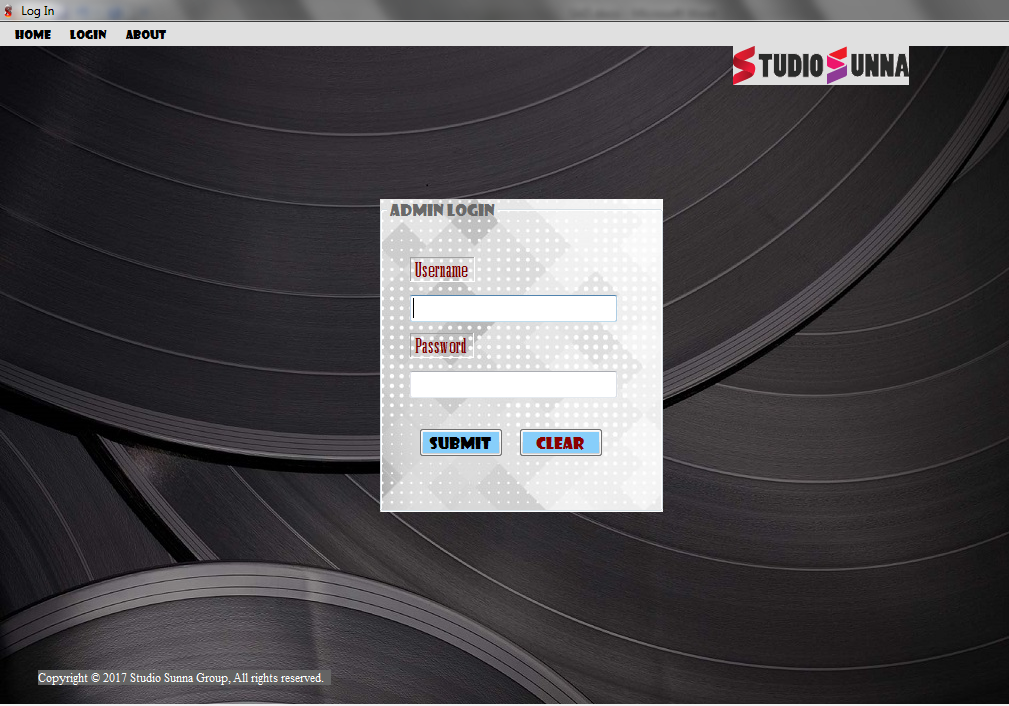 Log In
HOME LOGIN ABOUT
STUDIO SUNNA
ADMIN LOGIN
Username
Password
SUBMIT CLEAR
Copyright © 2017 Studio Sunna Group, All rights reserved.